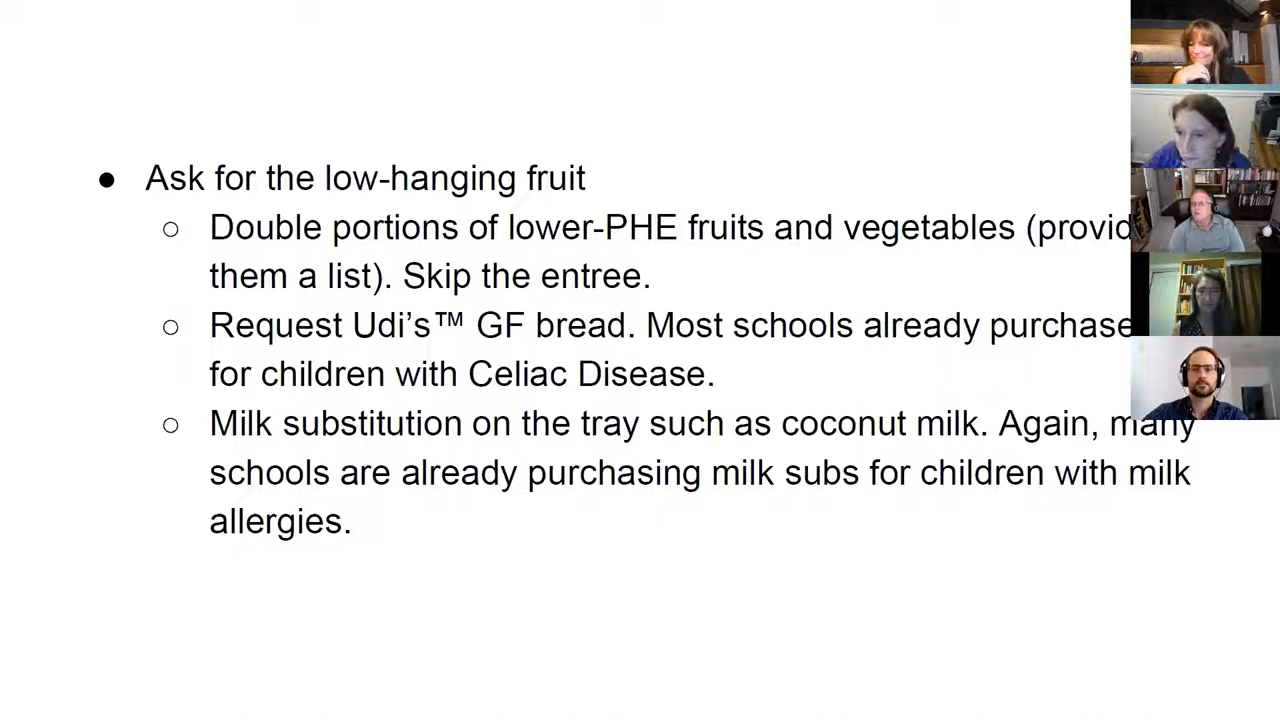 ● Ask for the low-hanging fruit
○ Double portions of lower-PHE fruits and vegetables (provid
them a list). Skip the entree.
○ Request Udi’s™ GF bread. Most schools already purchase
for children with Celiac Disease.
○ Milk substitution on the tray such as coconut milk. Again, many
schools are already purchasing milk subs for children with milk
allergies.